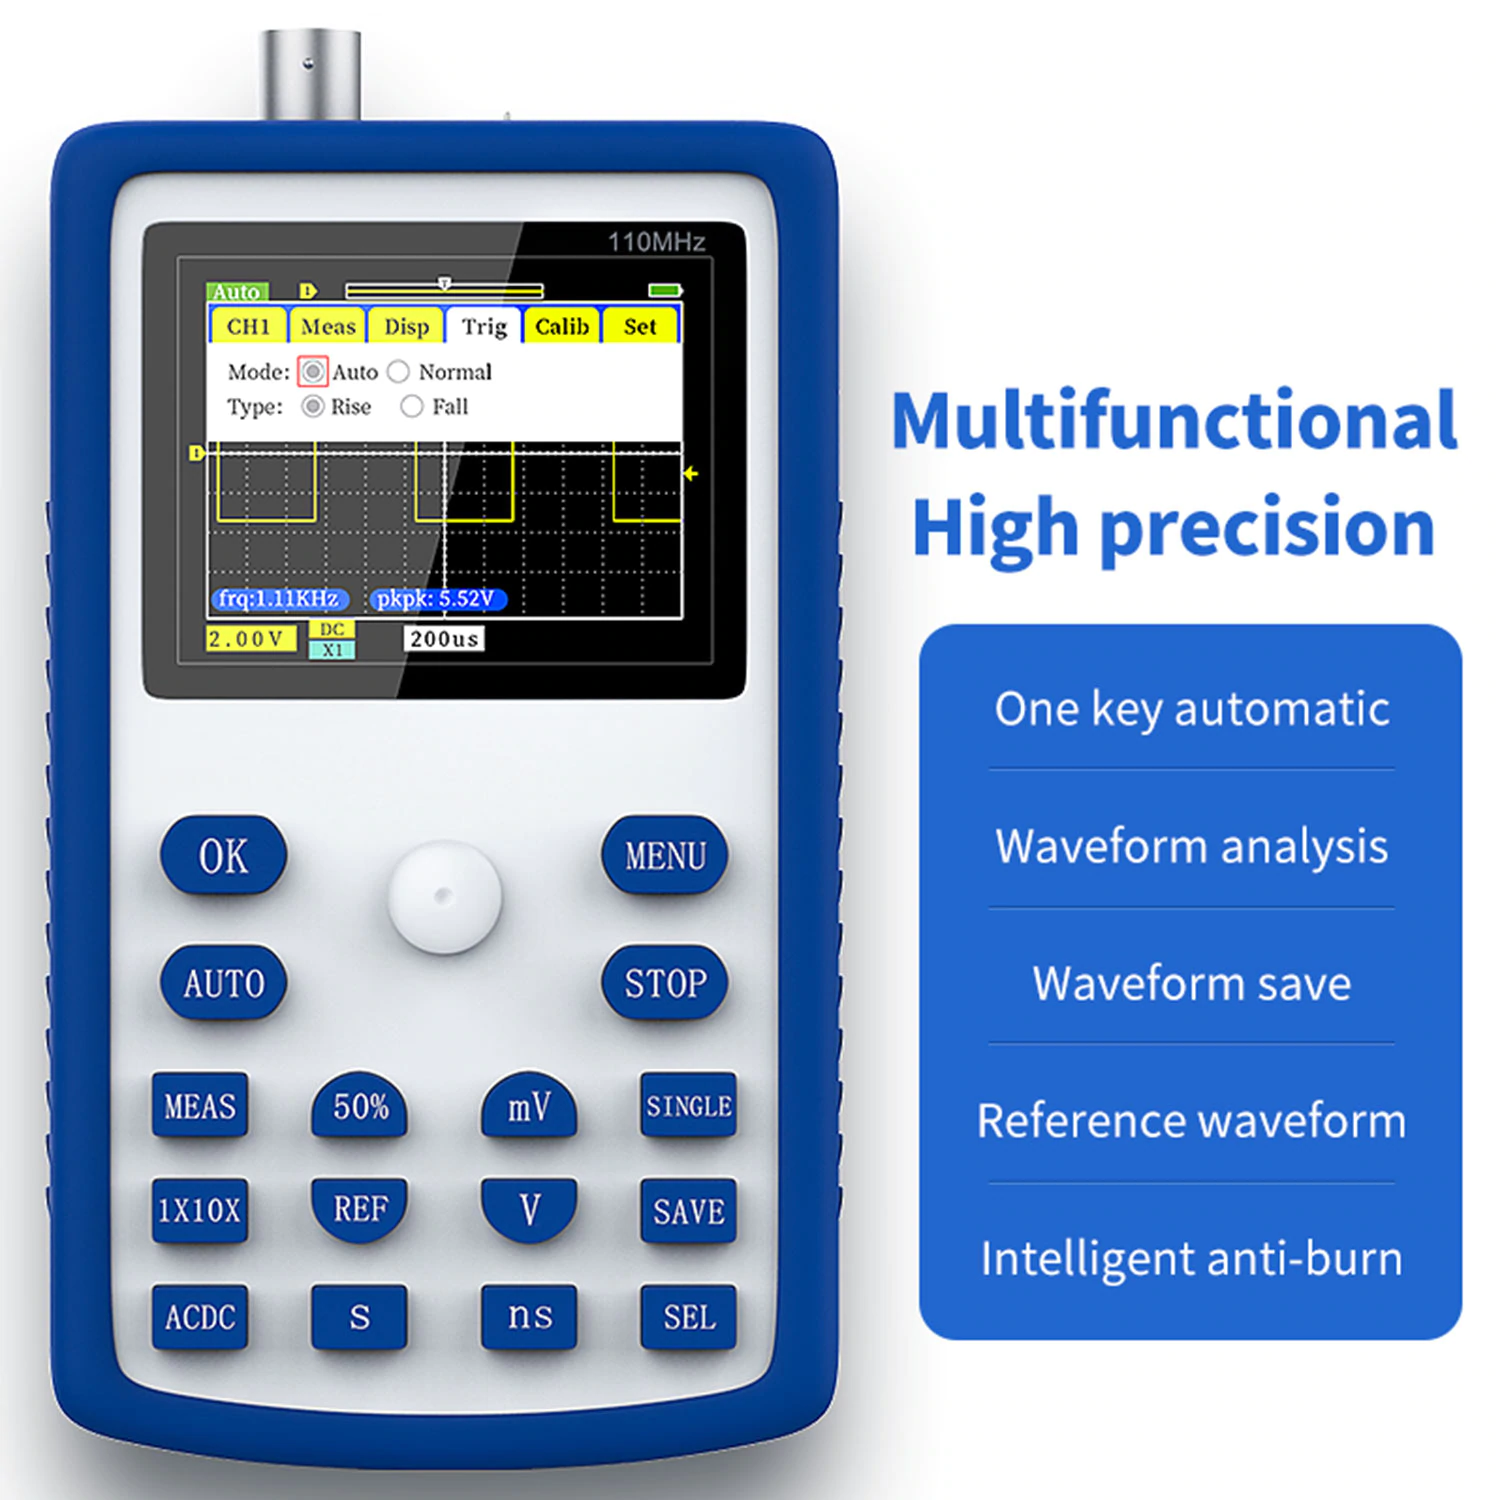 110MHz
Auto 1 T
CH1 Meas Disp Trig Calib Set
Mode: Auto Normal
Type: Rise Fall
1
frq:1.11KHz pkpk: 5.52V
2.00V DC 200us
X1
OK MENU
AUTO STOP
MEAS 50% mV SINGLE
1X10X REF V SAVE
ACDC S ns SEL
Multifunctional
High precision
One key automatic
Waveform analysis
Waveform save
Reference waveform
Intelligent anti-burn